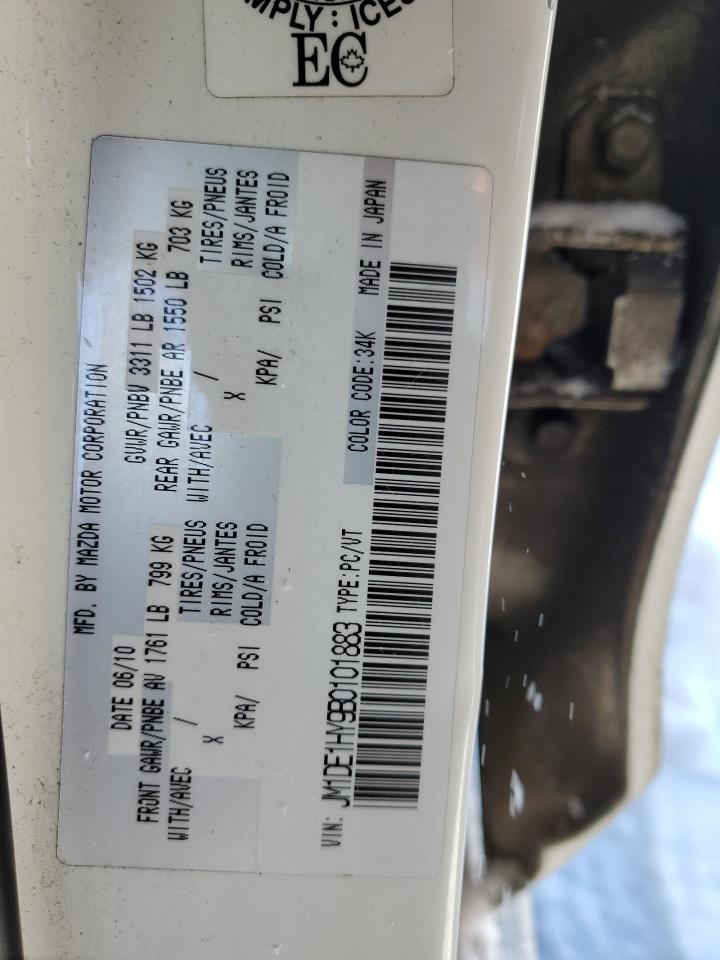 MPLY: ICES
EC
MFD. BY MAZDA MOTOR CORPORATION
DATE 06/10 GVWR/PNBV 3311 LB 1502 KG
FRONT GAWR/PNBE AV 1761 LB 799 KG REAR GAWR/PNBE AR 1550 LB 703 KG
WITH/AVEC / TIRES/PNEUS WITH/AVEC / TIRES/PNEUS
X RIMS/JANTES X RIMS/JANTES
KPA/ PSI COLD/A FROID KPA/ PSI COLD/A FROID
COLOR CODE:34K MADE IN JAPAN
VIN: JM1DE1HY9B0101883 TYPE:PC/VT